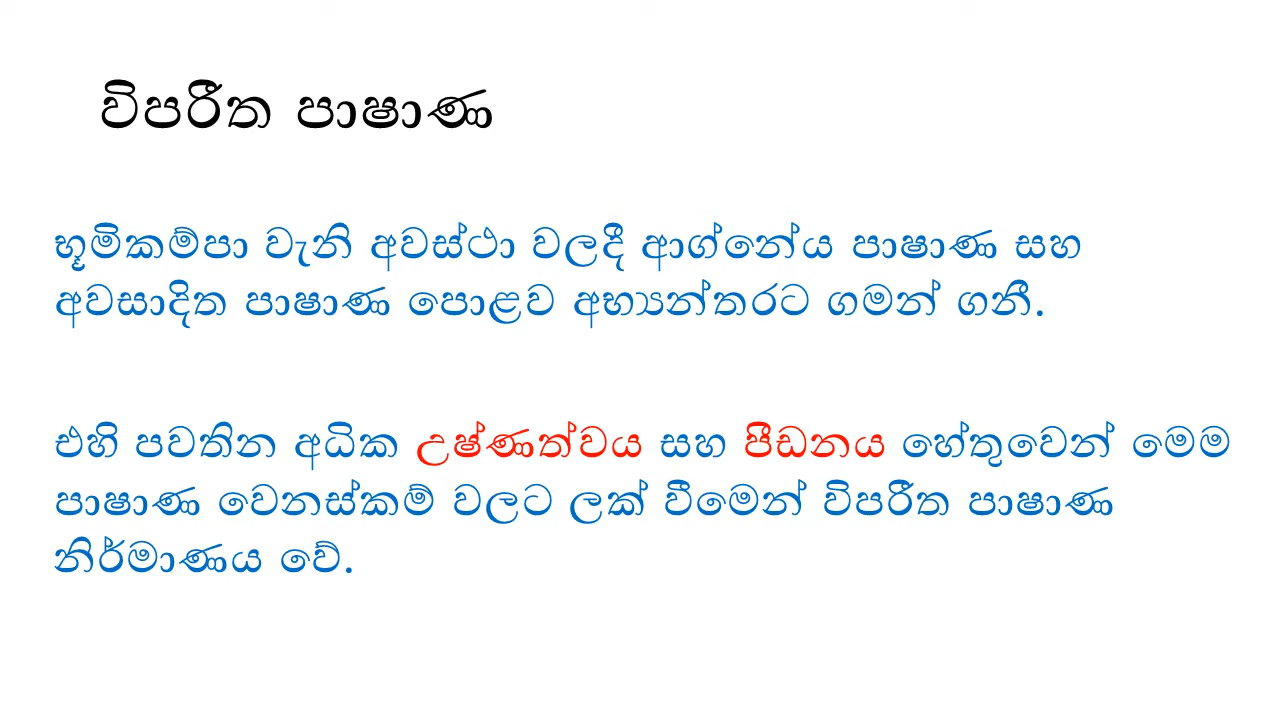 විපරීත පාෂාණ
භූමිකම්පා වැනි අවස්ථා වලදී ආග්නේය පාෂාණ සහ
අවසාදිත පාෂාණ පොළව අභ්‍යන්තරට ගමන් ගනී.
එහි පවතින අධික උෂ්ණත්වය සහ පීඩනය හේතුවෙන් මෙම
පාෂාණ වෙනස්කම් වලට ලක් වීමෙන් විපරීත පාෂාණ
නිර්මාණය වේ.